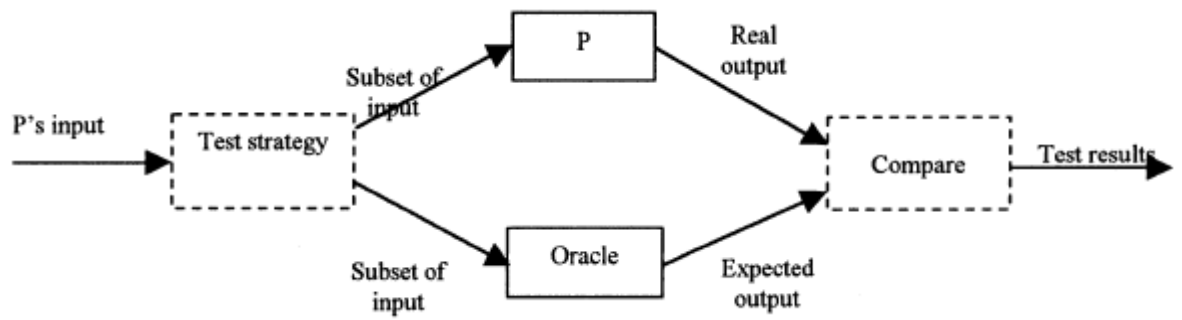 P's input
Test strategy
Subset of
input
P
Real
output
Subset of
input
Oracle
Expected
output
Compare
Test results